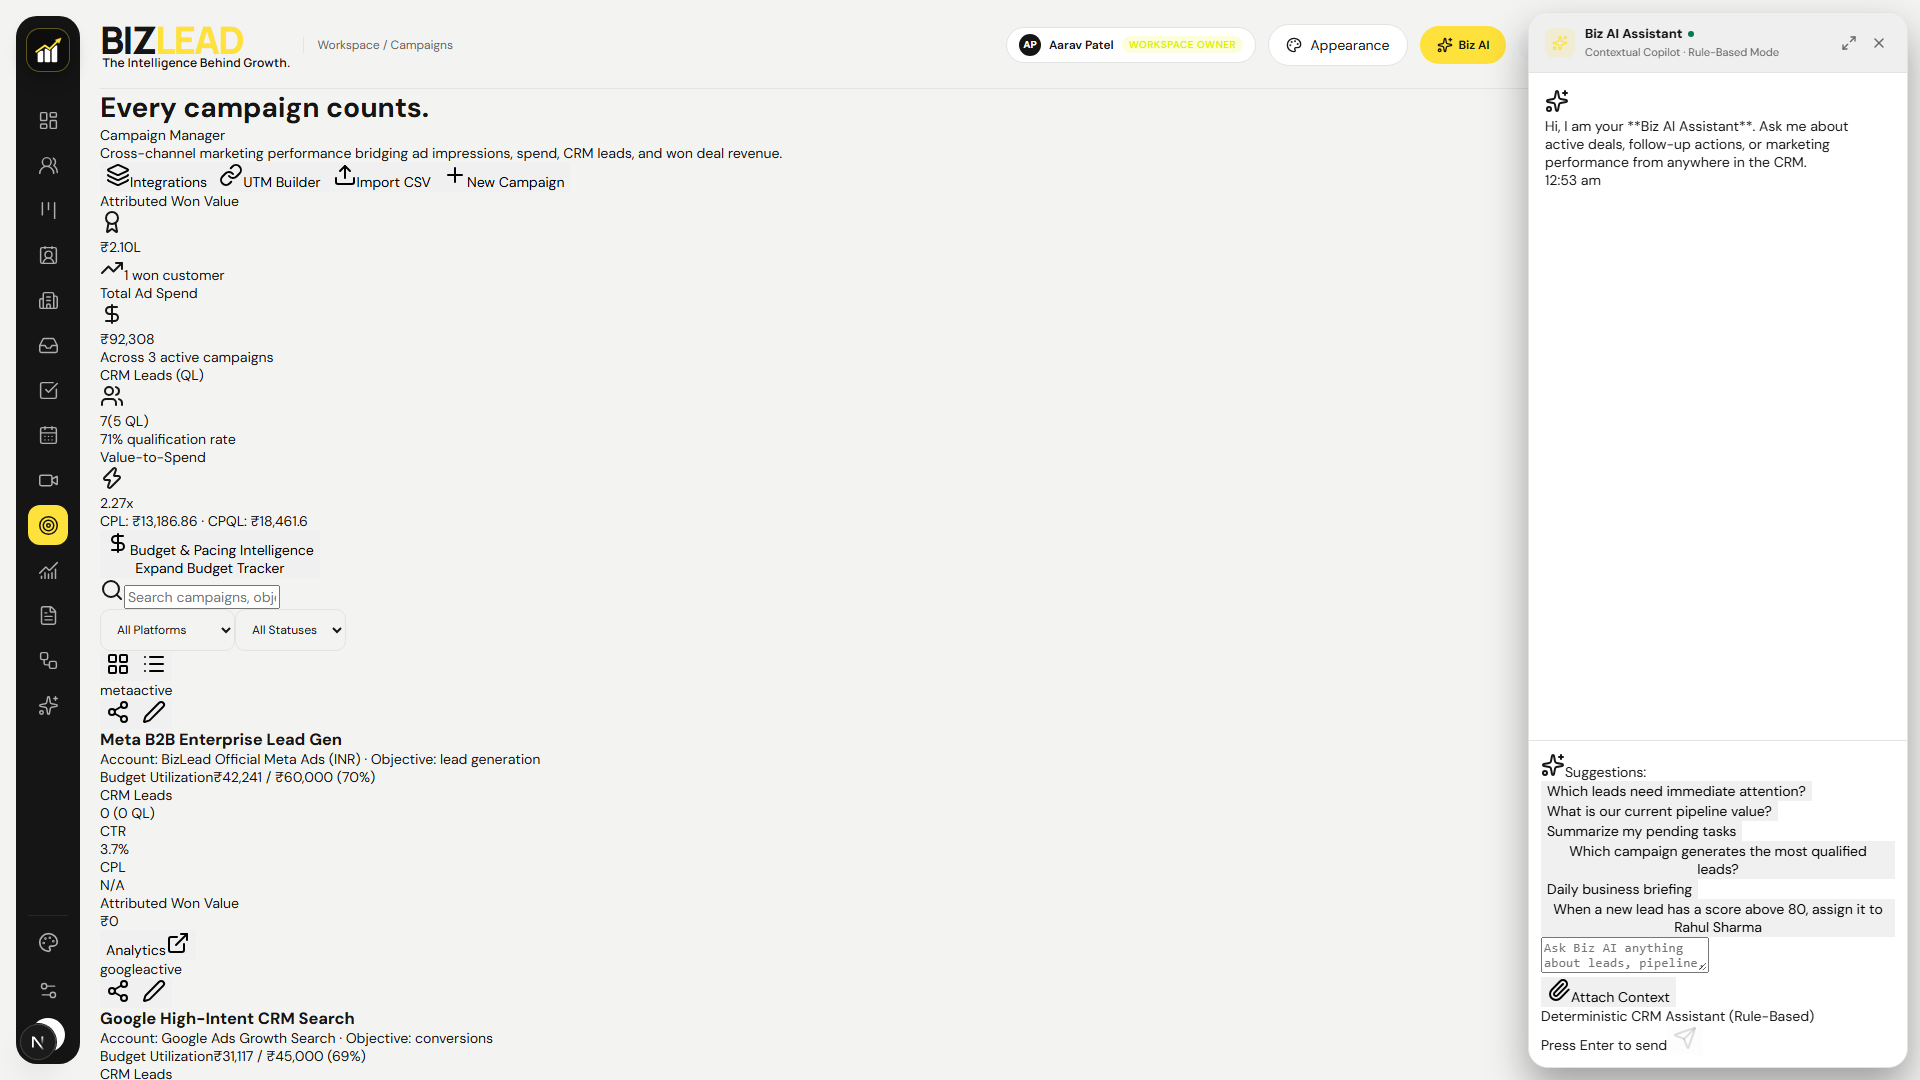 BIZLEAD
The Intelligence Behind Growth.
Workspace / Campaigns
AP Aarav Patel WORKSPACE OWNER
Appearance
Biz AI
Every campaign counts.
Campaign Manager
Cross-channel marketing performance bridging ad impressions, spend, CRM leads, and won deal revenue.
Integrations UTM Builder Import CSV New Campaign
Attributed Won Value
₹2.10L
1 won customer
Total Ad Spend
₹92,308
Across 3 active campaigns
CRM Leads (QL)
7(5 QL)
71% qualification rate
Value-to-Spend
2.27x
CPL: ₹13,186.86 · CPQL: ₹18,461.6
Budget & Pacing Intelligence
Expand Budget Tracker
Search campaigns, obj
All Platforms All Statuses
metaactive
Meta B2B Enterprise Lead Gen
Account: BizLead Official Meta Ads (INR) · Objective: lead generation
Budget Utilization₹42,241 / ₹60,000 (70%)
CRM Leads
0 (0 QL)
CTR
3.7%
CPL
N/A
Attributed Won Value
₹0
Analytics
googleactive
Google High-Intent CRM Search
Account: Google Ads Growth Search · Objective: conversions
Budget Utilization₹31,117 / ₹45,000 (69%)
CRM Leads
N
Biz AI Assistant
Contextual Copilot · Rule-Based Mode
Hi, I am your **Biz AI Assistant**. Ask me about
active deals, follow-up actions, or marketing
performance from anywhere in the CRM.
12:53 am
Suggestions:
Which leads need immediate attention?
What is our current pipeline value?
Summarize my pending tasks
Which campaign generates the most qualified
leads?
Daily business briefing
When a new lead has a score above 80, assign it to
Rahul Sharma
Ask Biz AI anything
about leads, pipeline,
Attach Context
Deterministic CRM Assistant (Rule-Based)
Press Enter to send